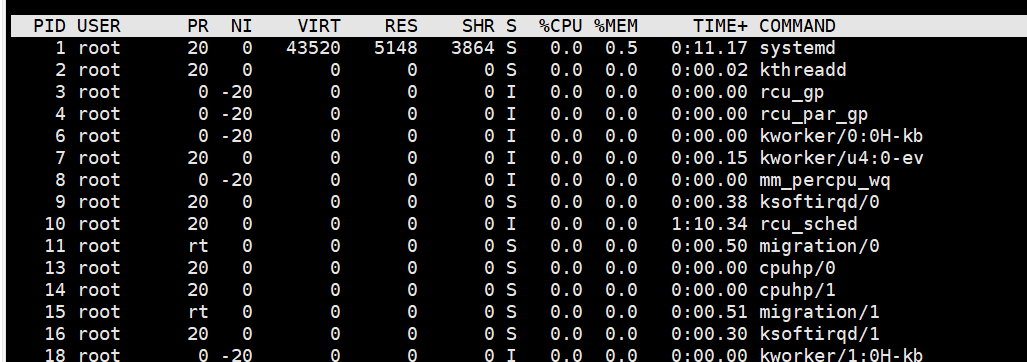 PID USER PR NI VIRT RES SHR S %CPU %MEM TIME+ COMMAND
1 root 20 0 43520 5148 3864 S 0.0 0.5 0:11.17 systemd
2 root 20 0 0 0 0 S 0.0 0.0 0:00.02 kthreadd
3 root 0 -20 0 0 0 I 0.0 0.0 0:00.00 rcu_gp
4 root 0 -20 0 0 0 I 0.0 0.0 0:00.00 rcu_par_gp
6 root 0 -20 0 0 0 I 0.0 0.0 0:00.00 kworker/0:0H-kb
7 root 20 0 0 0 0 I 0.0 0.0 0:00.15 kworker/u4:0-ev
8 root 0 -20 0 0 0 I 0.0 0.0 0:00.00 mm_percpu_wq
9 root 20 0 0 0 0 S 0.0 0.0 0:00.38 ksoftirqd/0
10 root 20 0 0 0 0 I 0.0 0.0 1:10.34 rcu_sched
11 root rt 0 0 0 0 S 0.0 0.0 0:00.50 migration/0
13 root 20 0 0 0 0 S 0.0 0.0 0:00.00 cpuhp/0
14 root 20 0 0 0 0 S 0.0 0.0 0:00.00 cpuhp/1
15 root rt 0 0 0 0 S 0.0 0.0 0:00.51 migration/1
16 root 20 0 0 0 0 S 0.0 0.0 0:00.30 ksoftirqd/1
18 root 0 -20 0 0 0 I 0.0 0.0 0:00.00 kworker/1:0H-kb